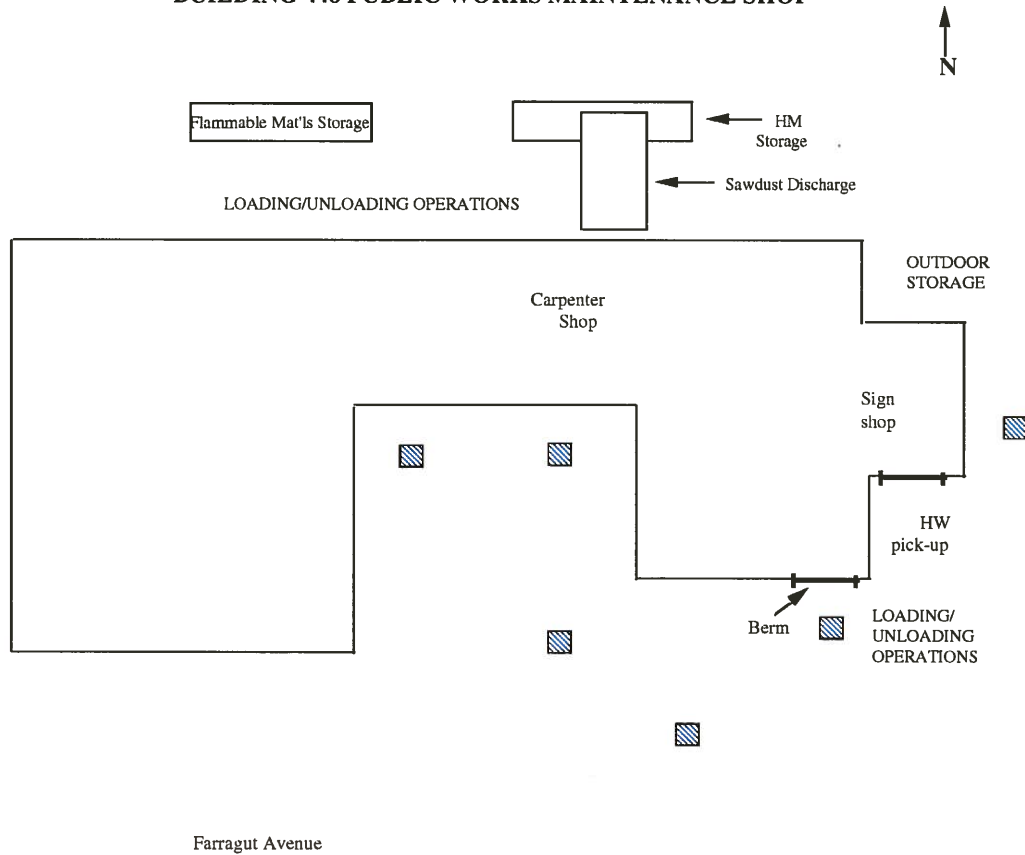 PUBLIC WORKS MAINTENANCE SHOP
N
Flammable Mat'ls Storage
HM
Storage
Sawdust Discharge
LOADING/UNLOADING OPERATIONS
OUTDOOR
STORAGE
Carpenter
Shop
Sign
shop
HW
pick-up
Berm
LOADING/
UNLOADING
OPERATIONS
Farragut Avenue